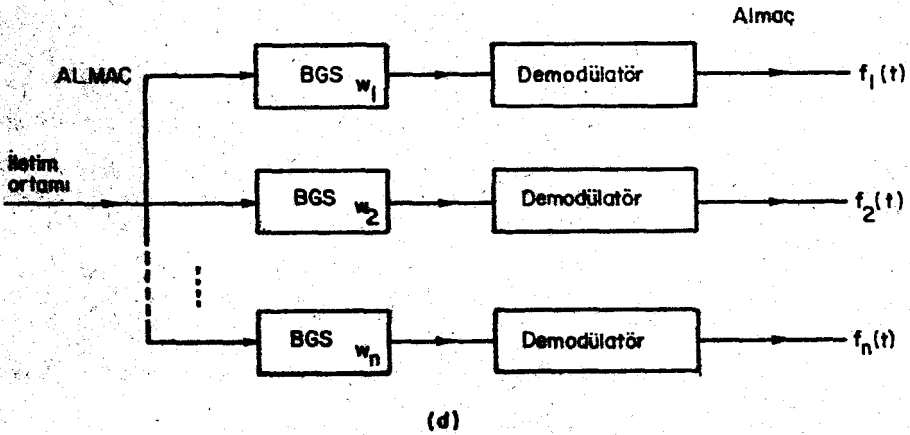 Almaç
ALMAÇ
BGS w₁
Demodülatör
f₁(t)
İletim
ortamı
BGS w₂
Demodülatör
f₂(t)
BGS wₙ
Demodülatör
fₙ(t)
(d)